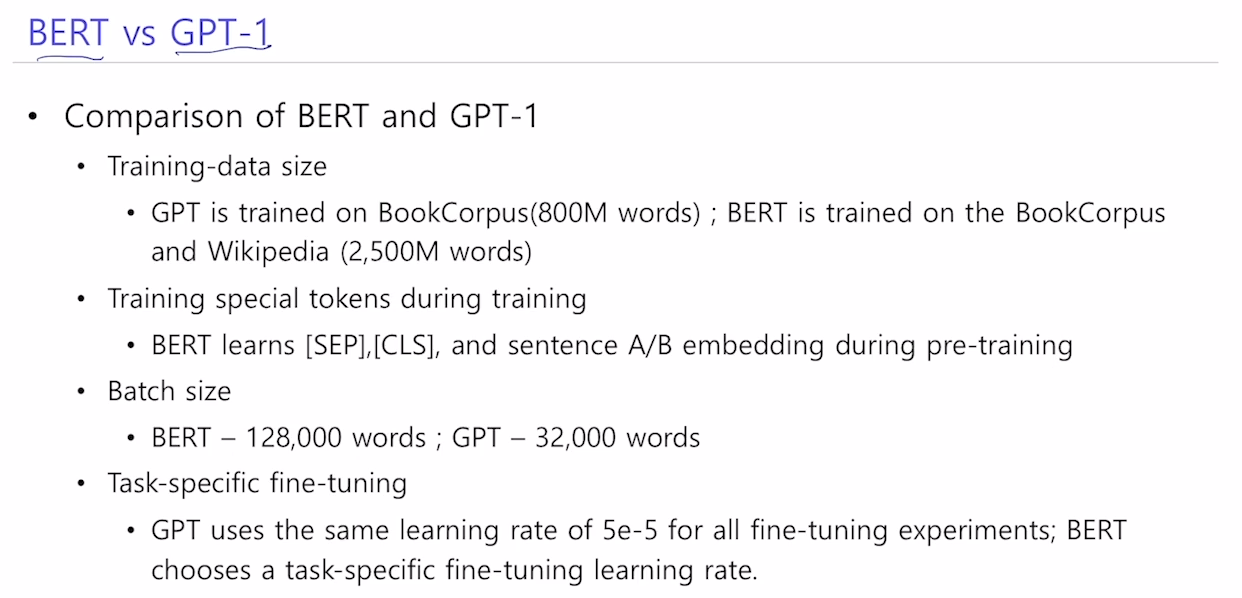 BERT vs GPT-1
• Comparison of BERT and GPT-1
• Training-data size
• GPT is trained on BookCorpus(800M words) ; BERT is trained on the BookCorpus
and Wikipedia (2,500M words)
• Training special tokens during training
• BERT learns [SEP],[CLS], and sentence A/B embedding during pre-training
• Batch size
• BERT – 128,000 words ; GPT – 32,000 words
• Task-specific fine-tuning
• GPT uses the same learning rate of 5e-5 for all fine-tuning experiments; BERT
chooses a task-specific fine-tuning learning rate.